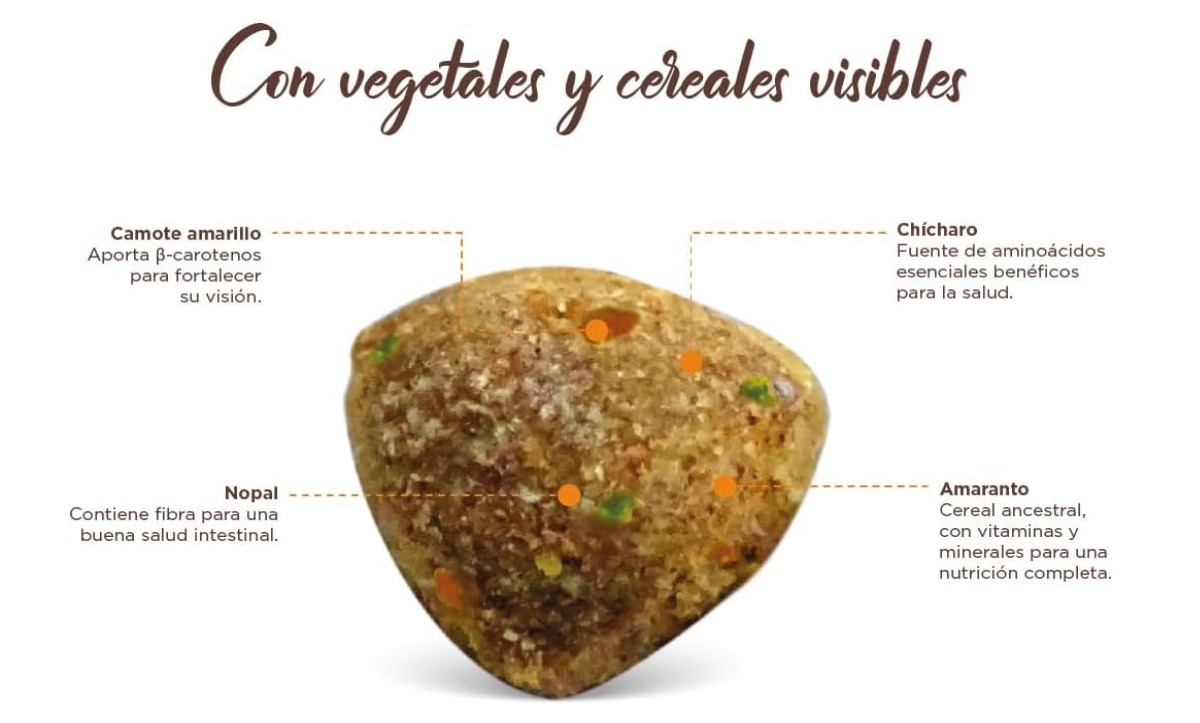 Con vegetales y cereales visibles
Camote amarillo
Aporta β-carotenos
para fortalecer
su visión.
Chícharo
Fuente de aminoácidos
esenciales benéficos
para la salud.
Nopal
Contiene fibra para una
buena salud intestinal.
Amaranto
Cereal ancestral,
con vitaminas y
minerales para una
nutrición completa.